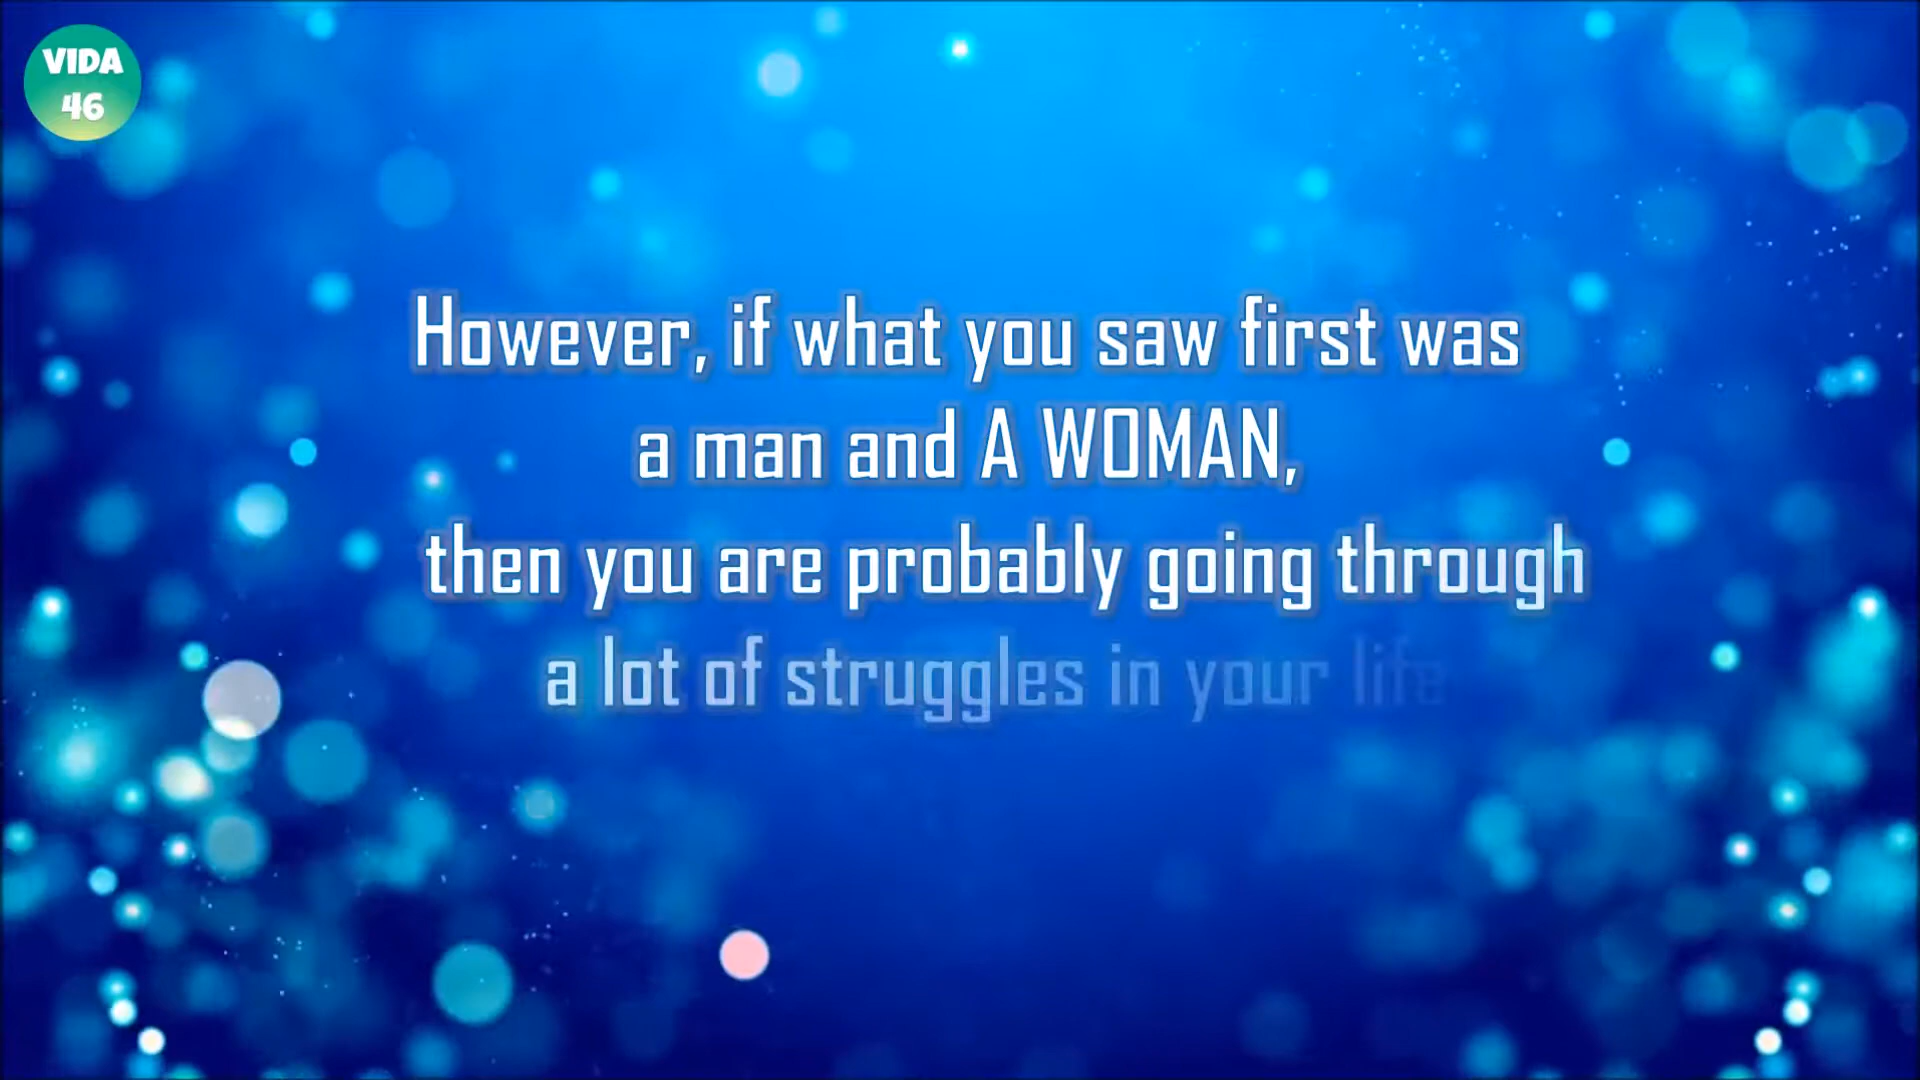 VIDA
46
However, if what you saw first was
a man and A WOMAN,
then you are probably going through
a lot of struggles in your life